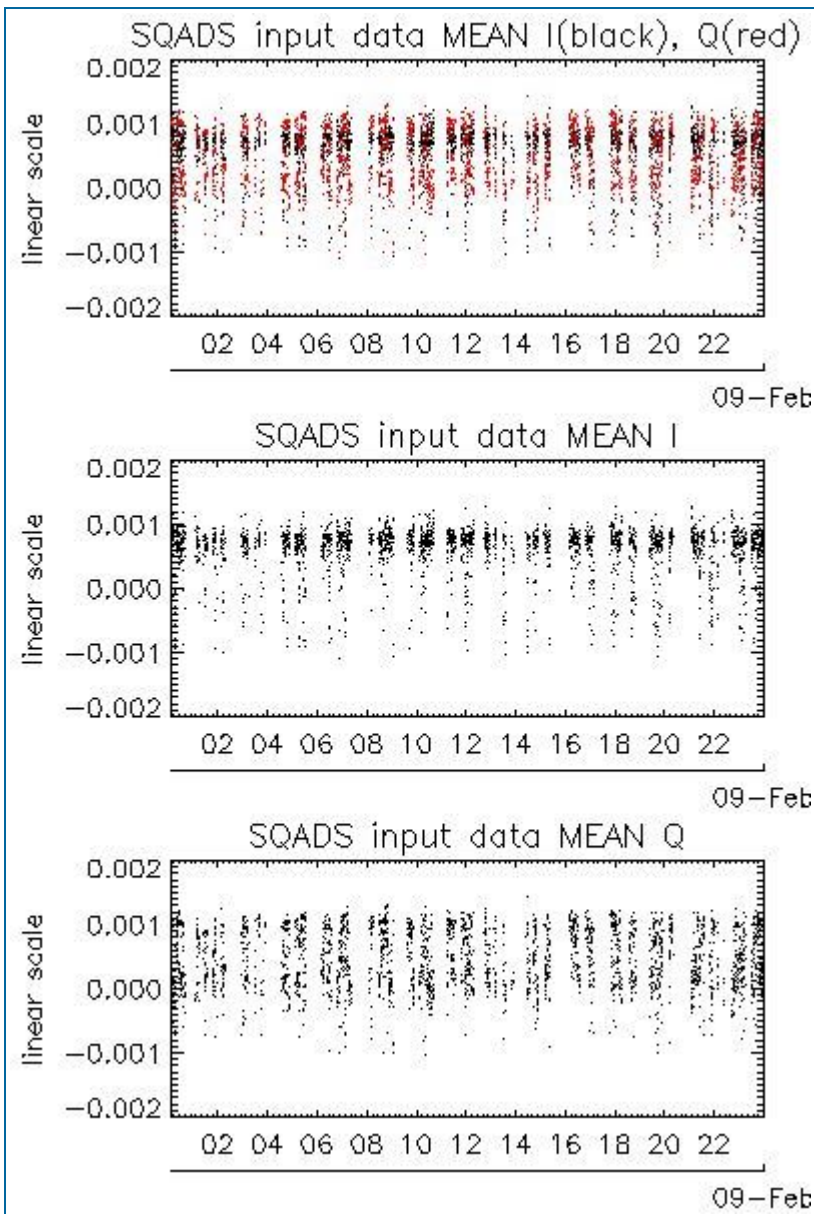 SQADS input data MEAN I(black), Q(red)
linear scale
0.002
0.001
0.000
-0.001
-0.002
02 04 06 08 10 12 14 16 18 20 22
09-Feb
SQADS input data MEAN I
linear scale
0.002
0.001
0.000
-0.001
-0.002
02 04 06 08 10 12 14 16 18 20 22
09-Feb
SQADS input data MEAN Q
linear scale
0.002
0.001
0.000
-0.001
-0.002
02 04 06 08 10 12 14 16 18 20 22
09-Feb